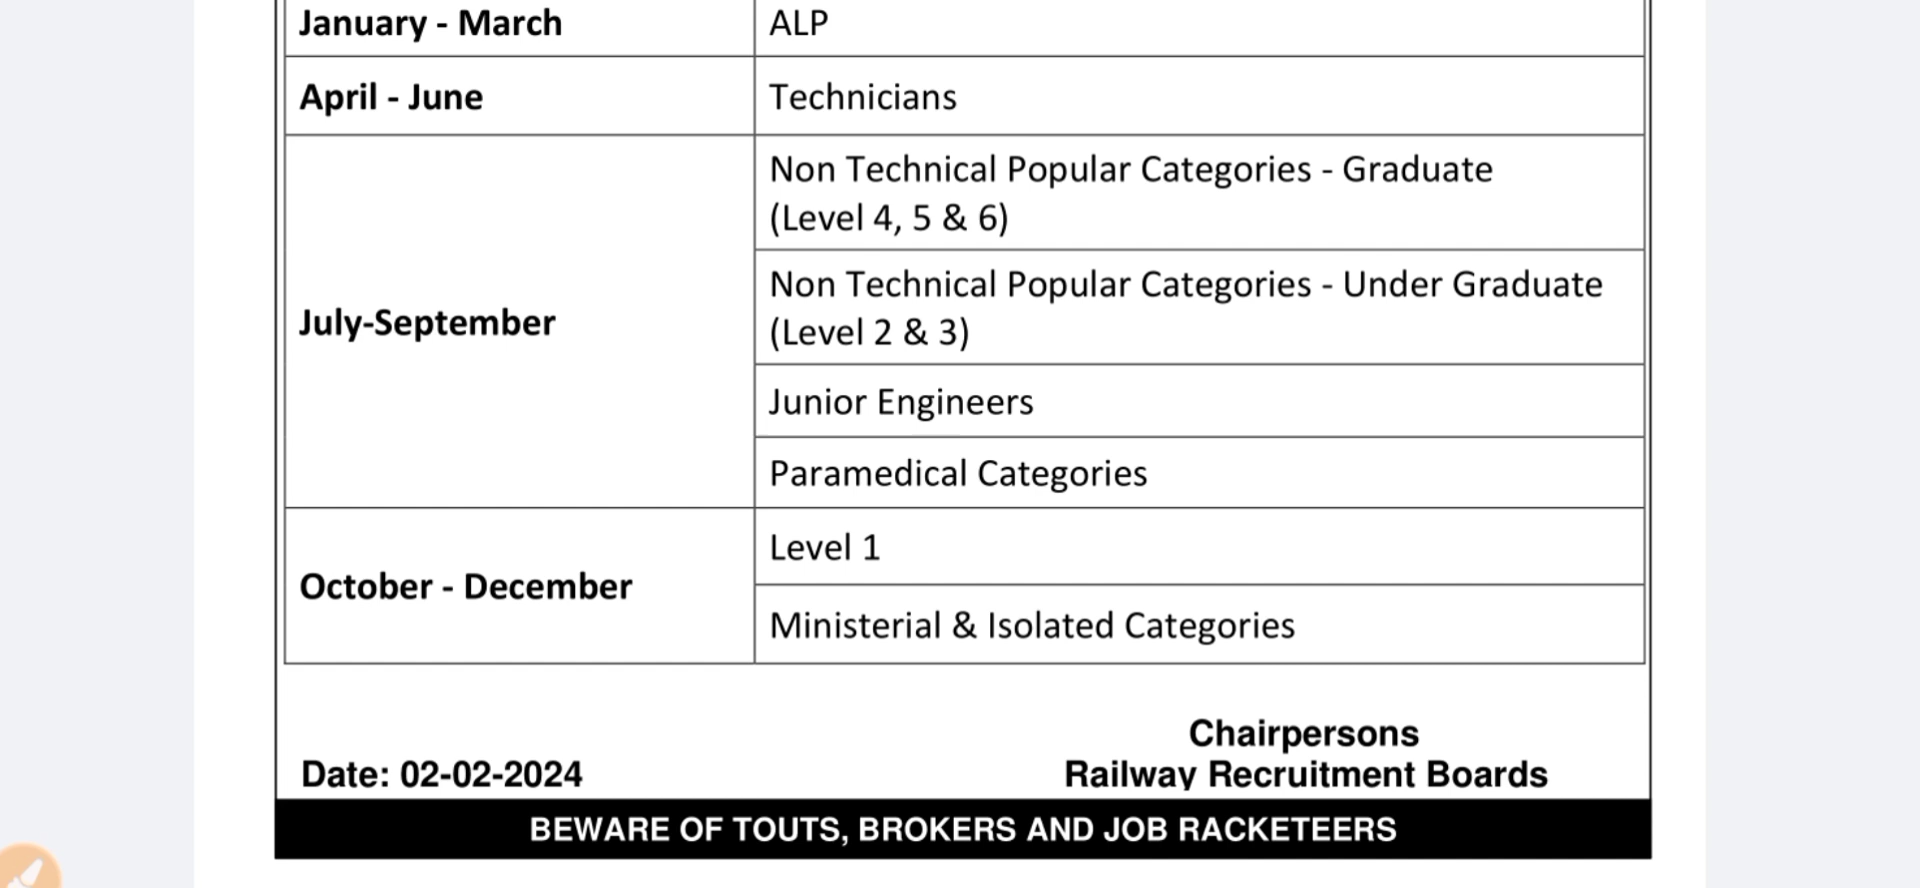 January - March
ALP
April - June
Technicians
July-September
Non Technical Popular Categories - Graduate
(Level 4, 5 & 6)
Non Technical Popular Categories - Under Graduate
(Level 2 & 3)
Junior Engineers
Paramedical Categories
October - December
Level 1
Ministerial & Isolated Categories
Chairpersons
Date: 02-02-2024
Railway Recruitment Boards
BEWARE OF TOUTS, BROKERS AND JOB RACKETEERS